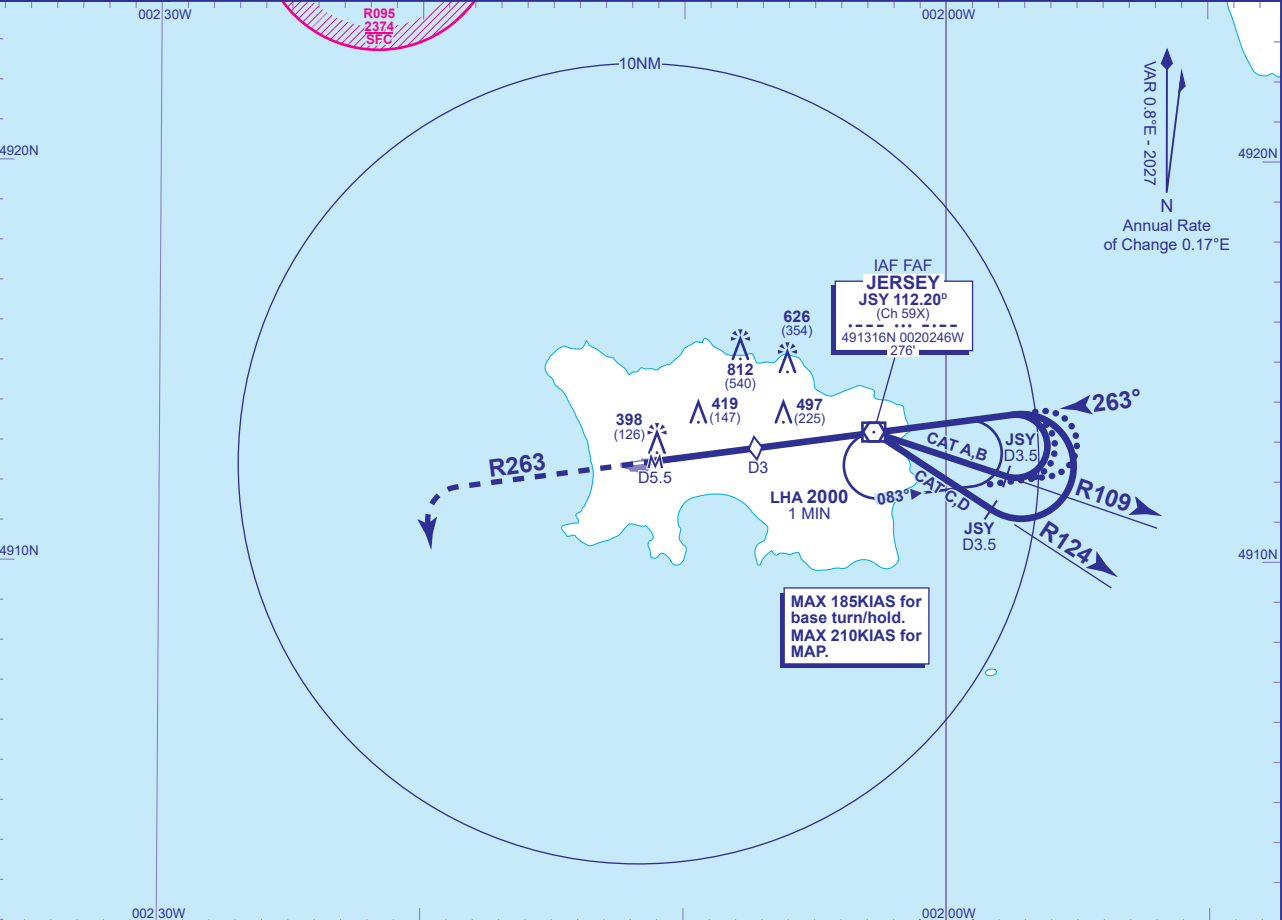 002 30W
002 00W
R095
2374
SFC
10NM
VAR 0.8°E - 2027
4920N
4920N
N
Annual Rate
of Change 0.17°E
IAF FAF
JERSEY
JSY 112.20ᴰ
(Ch 59X)
491316N 0020246W
276'
626
(354)
812
(540)
419
(147)
497
(225)
398
(126)
263°
CAT A,B
JSY
D3.5
R263
M
D5.5
D3
LHA 2000
1 MIN
083°
CAT C,D
JSY
D3.5
R109
R124
4910N
4910N
MAX 185KIAS for
base turn/hold.
MAX 210KIAS for
MAP.
002 30W
002 00W